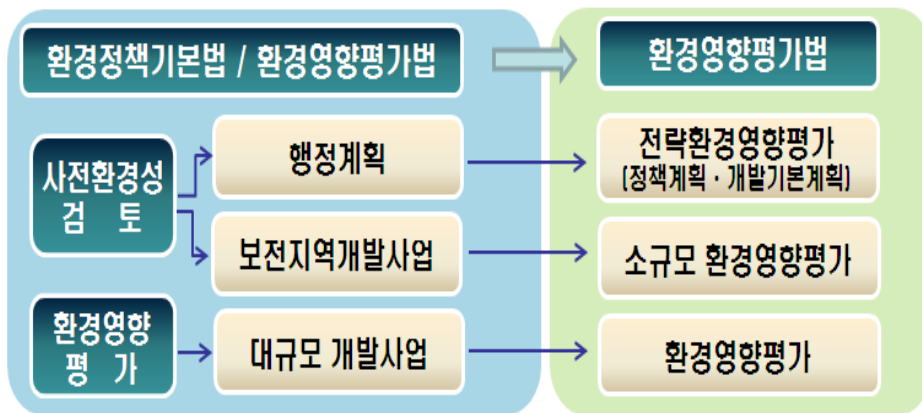 환경정책기본법 / 환경영향평가법
환경영향평가법
사전환경성
검 토
행정계획
전략환경영향평가
(정책계획·개발기본계획)
보전지역개발사업
소규모 환경영향평가
환경영향
평 가
대규모 개발사업
환경영향평가